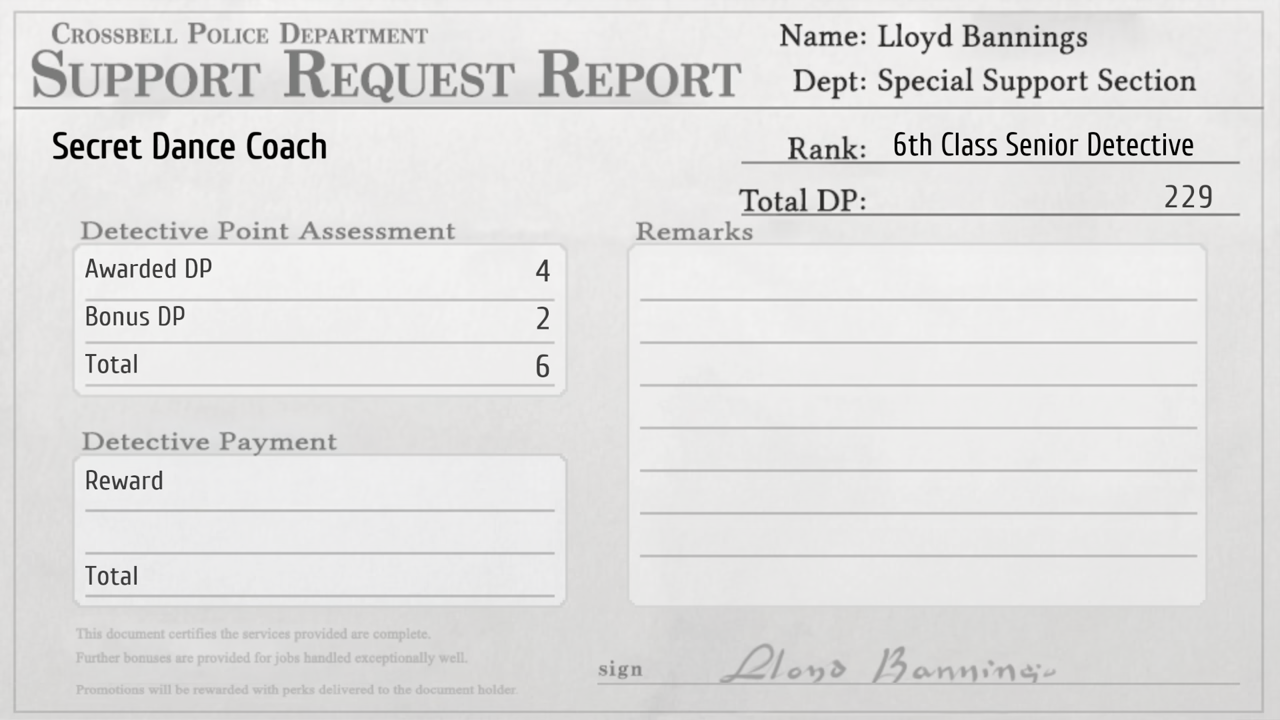 CROSSBELL POLICE DEPARTMENT
SUPPORT REQUEST REPORT
Name: Lloyd Bannings
Dept: Special Support Section
Secret Dance Coach
Rank: 6th Class Senior Detective
Total DP: 229
Detective Point Assessment
Awarded DP 4
Bonus DP 2
Total 6
Remarks
Detective Payment
Reward
Total
This document certifies the services provided are complete.
Further bonuses are provided for jobs handled exceptionally well.
Promotions will be rewarded with perks delivered to the document holder.
sign Lloyd Bannings